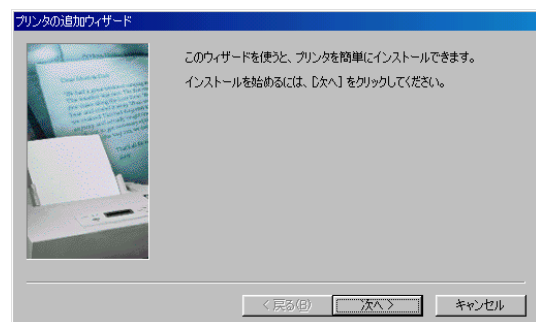 プリンタの追加ウィザード
このウィザードを使うと、プリンタを簡単にインストールできます。
インストールを始めるには、[次へ] をクリックしてください。
< 戻る(B)
次へ >
キャンセル